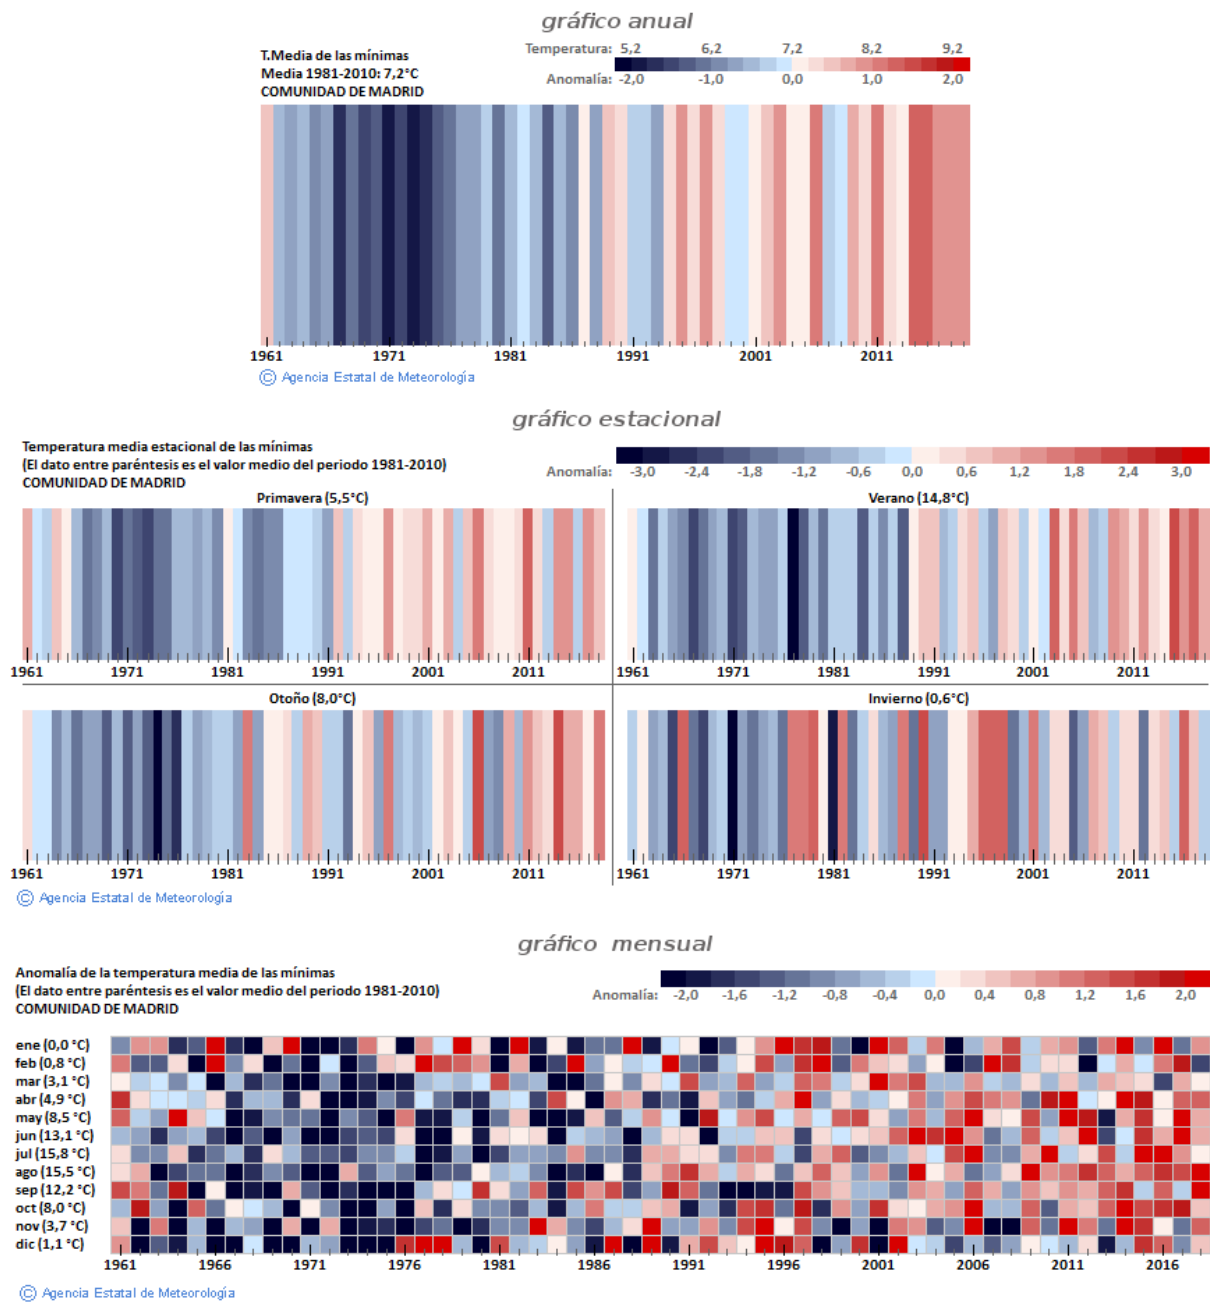 gráfico anual
T.Media de las mínimas
Media 1981-2010: 7,2°C
COMUNIDAD DE MADRID
Temperatura: 5,2 6,2 7,2 8,2 9,2
Anomalía: -2,0 -1,0 0,0 1,0 2,0
1961 1971 1981 1991 2001 2011
© Agencia Estatal de Meteorología
gráfico estacional
Temperatura media estacional de las mínimas
(El dato entre paréntesis es el valor medio del periodo 1981-2010)
COMUNIDAD DE MADRID
Anomalía: -3,0 -2,4 -1,8 -1,2 -0,6 0,0 0,6 1,2 1,8 2,4 3,0
Primavera (5,5°C)
1961 1971 1981 1991 2001 2011
Verano (14,8°C)
1961 1971 1981 1991 2001 2011
Otoño (8,0°C)
1961 1971 1981 1991 2001 2011
Invierno (0,6°C)
1961 1971 1981 1991 2001 2011
© Agencia Estatal de Meteorología
gráfico mensual
Anomalía de la temperatura media de las mínimas
(El dato entre paréntesis es el valor medio del periodo 1981-2010)
COMUNIDAD DE MADRID
Anomalía: -2,0 -1,6 -1,2 -0,8 -0,4 0,0 0,4 0,8 1,2 1,6 2,0
ene (0,0 °C)
feb (0,8 °C)
mar (3,1 °C)
abr (4,9 °C)
may (8,5 °C)
jun (13,1 °C)
jul (15,8 °C)
ago (15,5 °C)
sep (12,2 °C)
oct (8,0 °C)
nov (3,7 °C)
dic (1,1 °C)
1961 1966 1971 1976 1981 1986 1991 1996 2001 2006 2011 2016
© Agencia Estatal de Meteorología